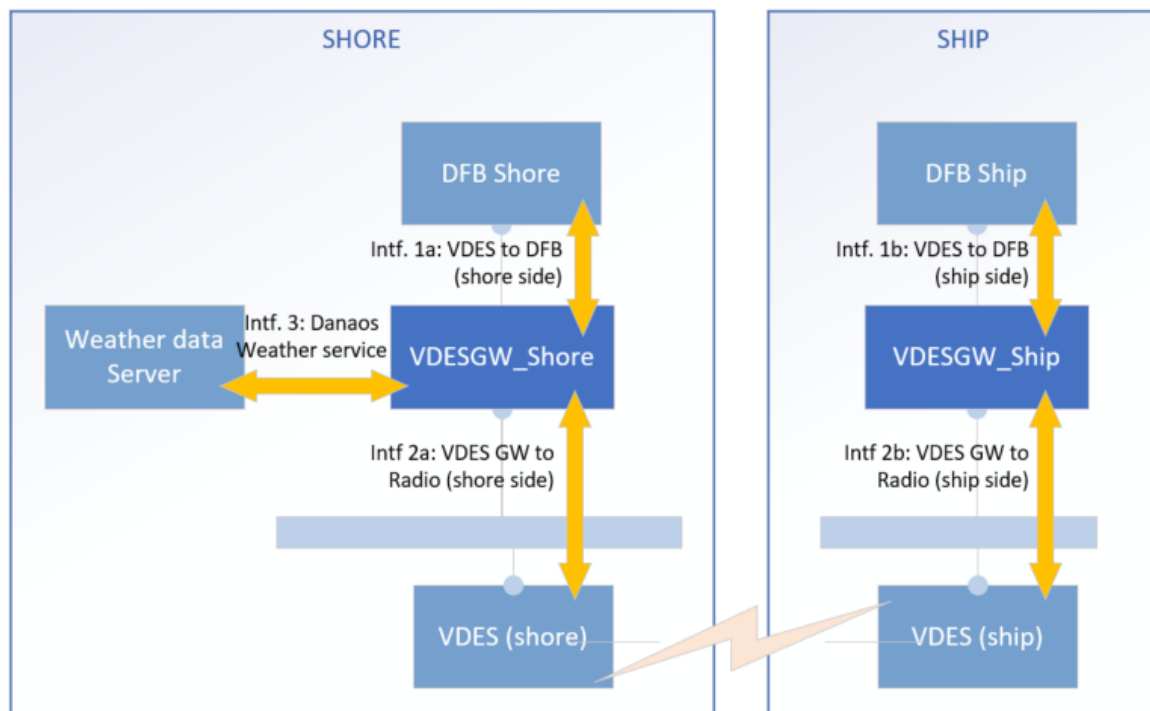 SHORE
SHIP
DFB Shore
DFB Ship
Intf. 1a: VDES to DFB
(shore side)
Intf. 1b: VDES to DFB
(ship side)
Weather data
Server
Intf. 3: Danaos
Weather service
VDESGW_Shore
VDESGW_Ship
Intf 2a: VDES GW to
Radio (shore side)
Intf 2b: VDES GW to
Radio (ship side)
VDES (shore)
VDES (ship)